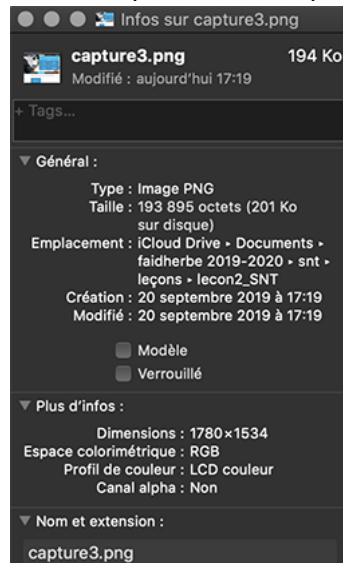 Infos sur capture3.png
capture3.png 194 Ko
Modifié : aujourd'hui 17:19
+ Tags...
Général :
Type : Image PNG
Taille : 193 895 octets (201 Ko
sur disque)
Emplacement : iCloud Drive ▸ Documents ▸
faidherbe 2019-2020 ▸ snt ▸
leçons ▸ lecon2_SNT
Création : 20 septembre 2019 à 17:19
Modifié : 20 septembre 2019 à 17:19
Modèle
Verrouillé
Plus d'infos :
Dimensions : 1780×1534
Espace colorimétrique : RGB
Profil de couleur : LCD couleur
Canal alpha : Non
Nom et extension :
capture3.png